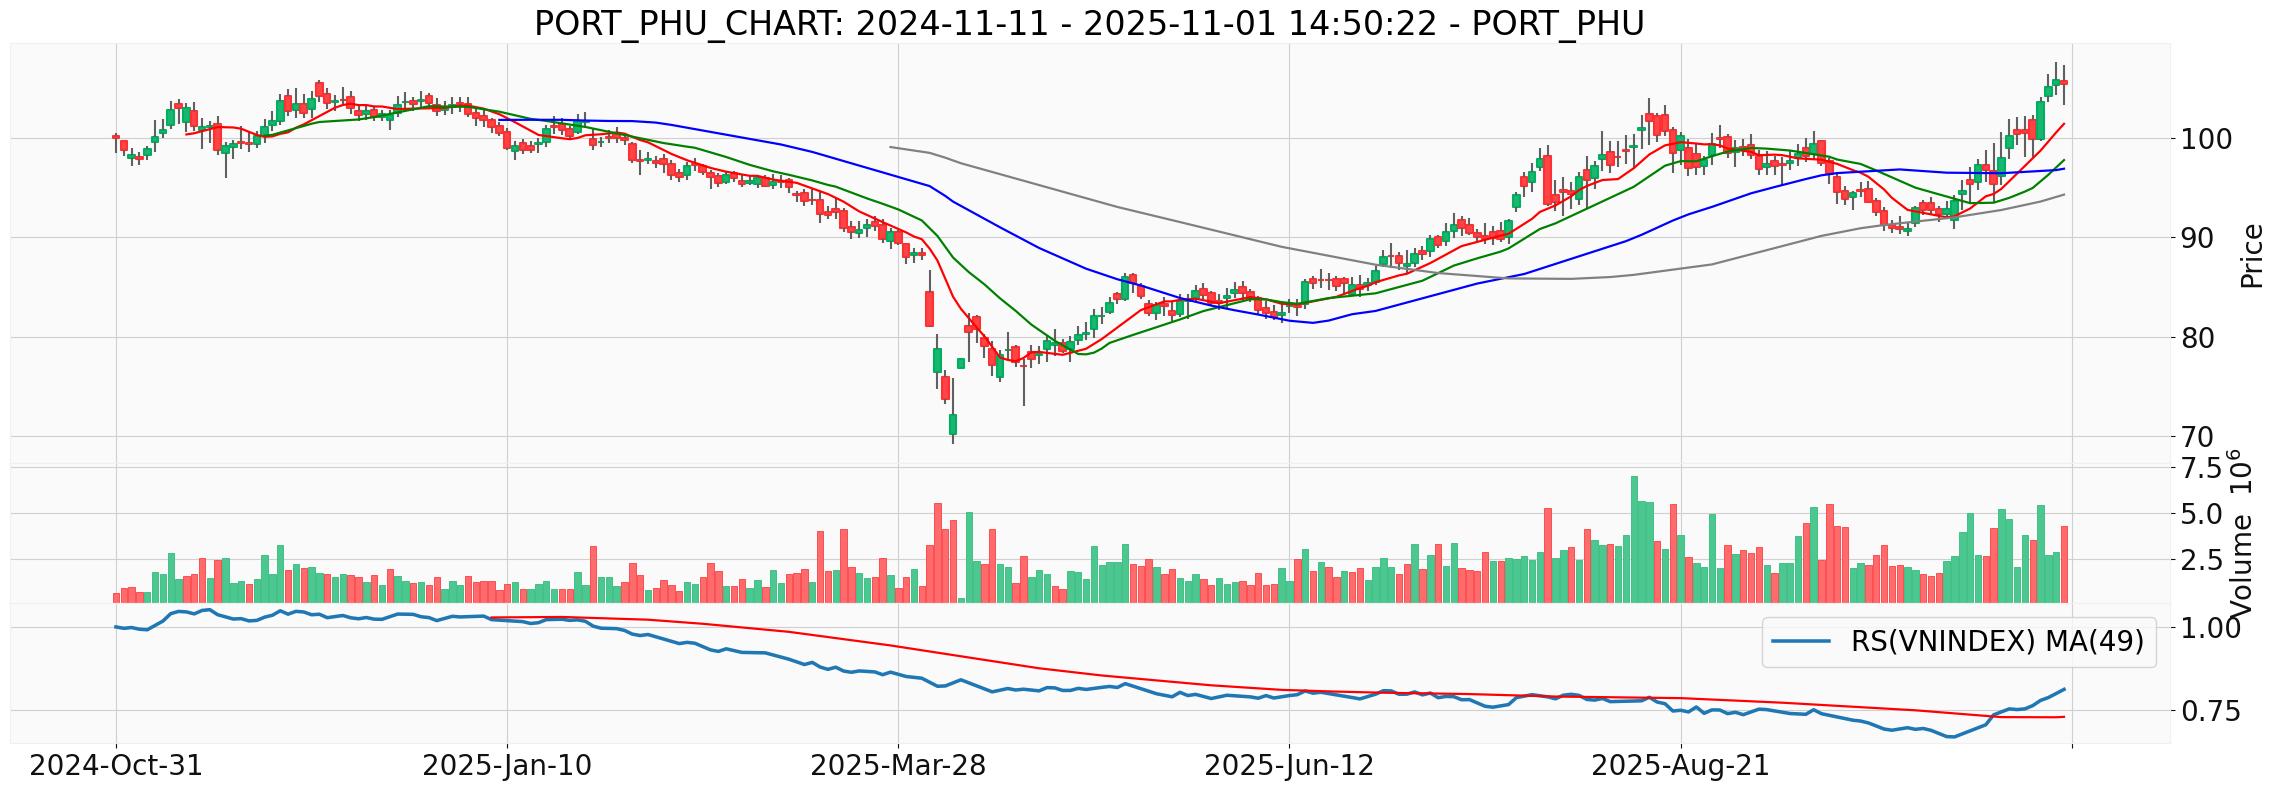 PORT_PHU_CHART: 2024-11-11 - 2025-11-01 14:50:22 - PORT_PHU
100
90
80
70
Price
7.5
5.0
2.5
Volume 10^6
1.00
0.75
RS(VNINDEX) MA(49)
2024-Oct-31
2025-Jan-10
2025-Mar-28
2025-Jun-12
2025-Aug-21